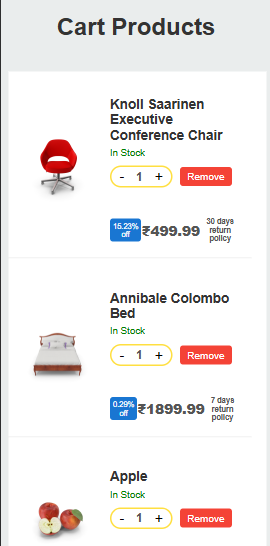 Cart Products
Knoll Saarinen
Executive
Conference Chair
In Stock
- 1 + Remove
15.23%
off
₹499.99
30 days
return
policy
Annibale Colombo
Bed
In Stock
- 1 + Remove
0.29%
off
₹1899.99
7 days
return
policy
Apple
In Stock
- 1 + Remove